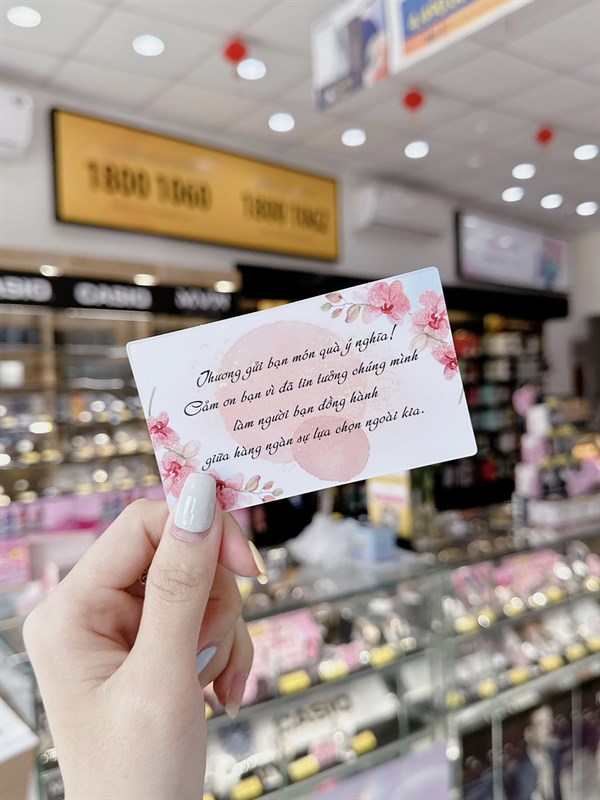 1800 1060
1800 1062
CASIO
CASIO
Thương gửi bạn món quà ý nghĩa!
Cảm ơn bạn vì đã tin tưởng chúng mình
làm người bạn đồng hành
giữa hàng ngàn sự lựa chọn ngoài kia.
CASIO